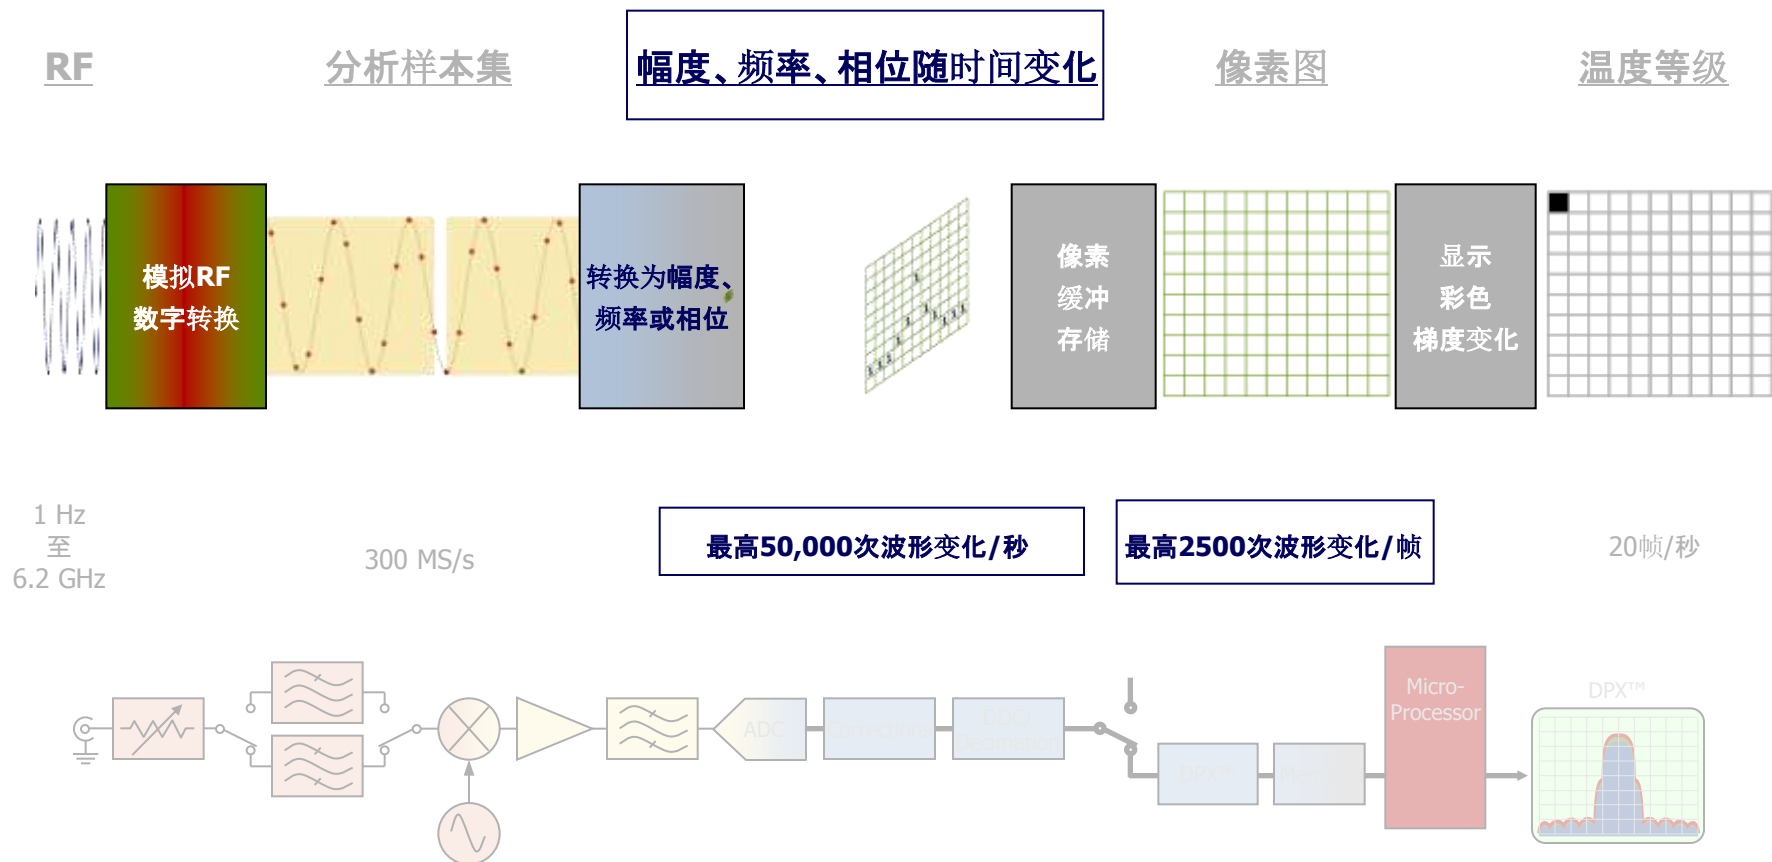 RF
分析样本集
幅度、频率、相位随时间变化
像素图
温度等级
模拟RF
数字转换
转换为幅度、
频率或相位
像素
缓冲
存储
显示
彩色
梯度变化
1 Hz
至
6.2 GHz
300 MS/s
最高50,000次波形变化/秒
最高2500次波形变化/帧
20帧/秒
ADC
Corrections
DDC/
Decimation
DPX™
Micro-
Processor
DPX™